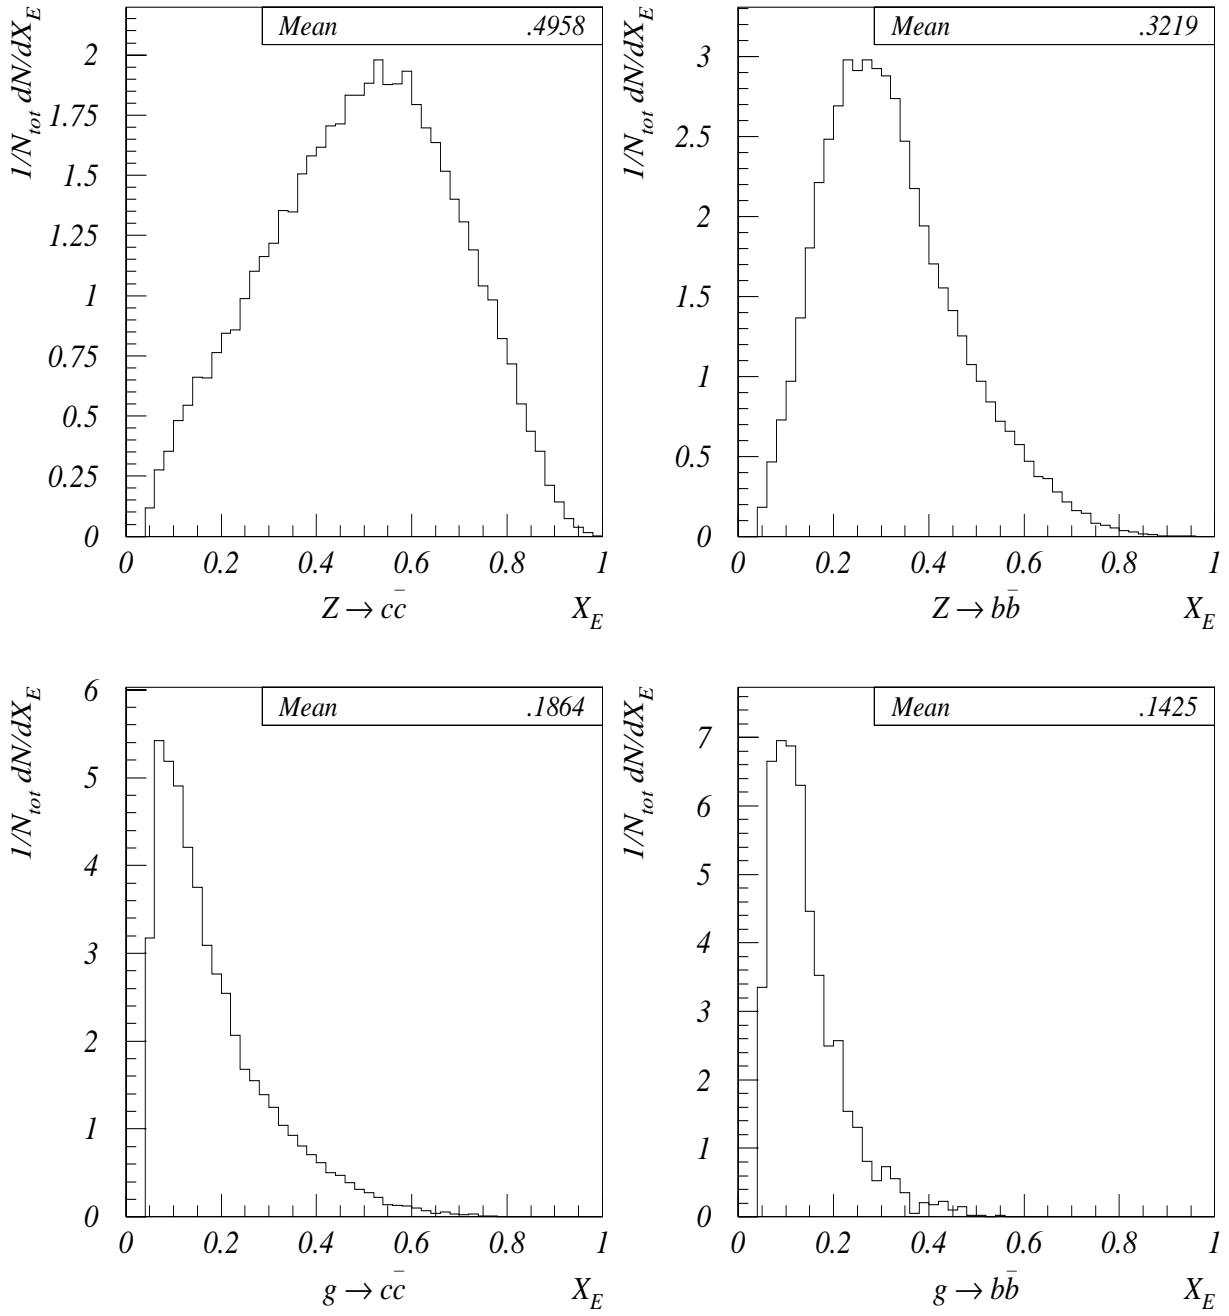 Mean .4958
1/N_tot dN/dX_E
2
1.75
1.5
1.25
1
0.75
0.5
0.25
0
0 0.2 0.4 0.6 0.8 1
Z → cc̄ X_E
Mean .3219
1/N_tot dN/dX_E
3
2.5
2
1.5
1
0.5
0
0 0.2 0.4 0.6 0.8 1
Z → bb̄ X_E
Mean .1864
1/N_tot dN/dX_E
6
5
4
3
2
1
0
0 0.2 0.4 0.6 0.8 1
g → cc̄ X_E
Mean .1425
1/N_tot dN/dX_E
7
6
5
4
3
2
1
0
0 0.2 0.4 0.6 0.8 1
g → bb̄ X_E